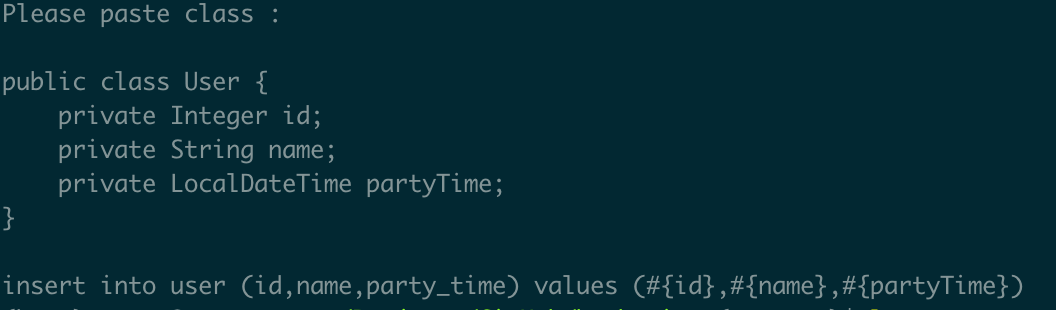 Please paste class :
public class User {
    private Integer id;
    private String name;
    private LocalDateTime partyTime;
}
insert into user (id,name,party_time) values (#{id},#{name},#{partyTime})